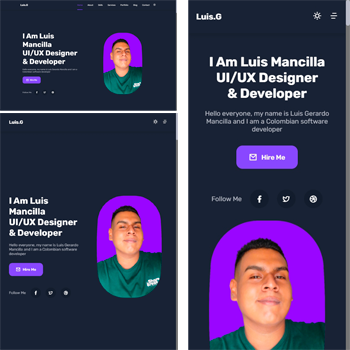 Luis.G
Home
About
Skills
Services
Portfolio
Blog
Contact
I Am Luis
Mancilla
UI/UX Designer
& Developer
Hello everyone, my name is Luis Gerardo
Mancilla and I am a Colombian software
developer
Hire Me
Follow Me
Luis.G
I Am Luis
Mancilla
UI/UX Designer
& Developer
Hello everyone, my name is Luis Gerardo
Mancilla and I am a Colombian software
developer
Hire Me
Follow Me
Luis.G
I Am Luis Mancilla
UI/UX Designer
& Developer
Hello everyone, my name is Luis Gerardo
Mancilla and I am a Colombian software
developer
Hire Me
Follow Me